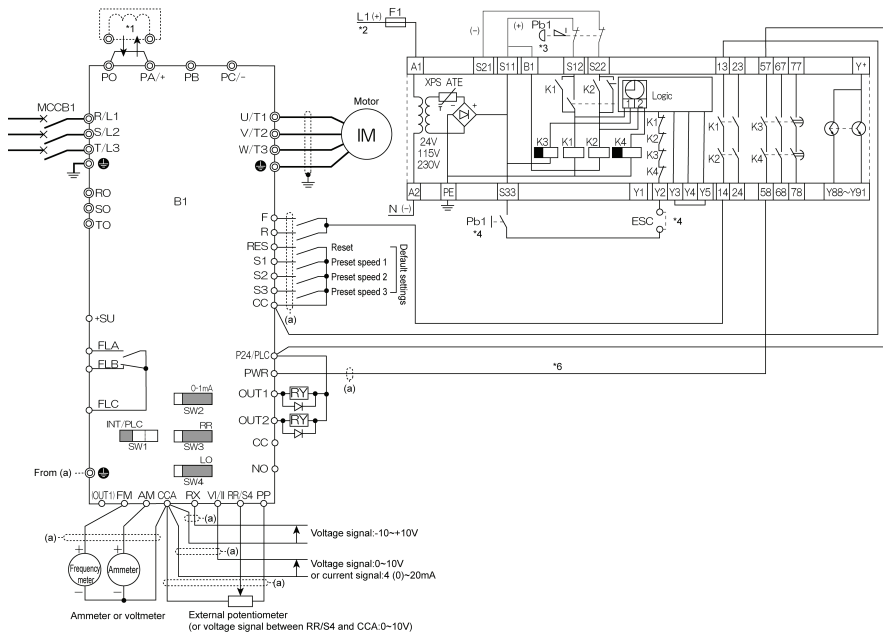 *1
PO PA/+ PB PC/-
L1 (+) F1
*2
(-) (+) Pb1
*3
A1 S21 S11 B1 S12 S22 13 23 57 67 77 Y+
XPS ATE
T
+
24V
115V
230V
K1 K2
1 2 Logic
K3 K1 K2 K4
K1
K2
K3
K4
K1
K2
K3
K4
A2 PE S33 Y1 Y2 Y3 Y4 Y5 14 24 58 68 78 Y88~Y91
N (-)
Pb1
*4
ESC *4
MCCB1
R/L1
S/L2
T/L3
RO
SO
TO
B1
U/T1
V/T2
W/T3
Motor
IM
F
R
RES Reset
S1 Preset speed 1
S2 Preset speed 2
S3 Preset speed 3
CC
Default settings
(a)
+SU
FLA
FLB
FLC
P24/PLC
PWR
(a)
*6
OUT1 RY
OUT2 RY
CC
NO
0-1mA
SW2
INT/PLC
SW1
RR
SW3
LO
SW4
From (a)
(OUT1) FM AM CCA RX VI/II RR/S4 PP
(a)
Voltage signal:-10~+10V
(a)
(a)
Voltage signal:0~10V
or current signal:4 (0)~20mA
(a)
+
Frequency
meter
-
+
Ammeter
-
Ammeter or voltmeter
External potentiometer
(or voltage signal between RR/S4 and CCA:0~10V)